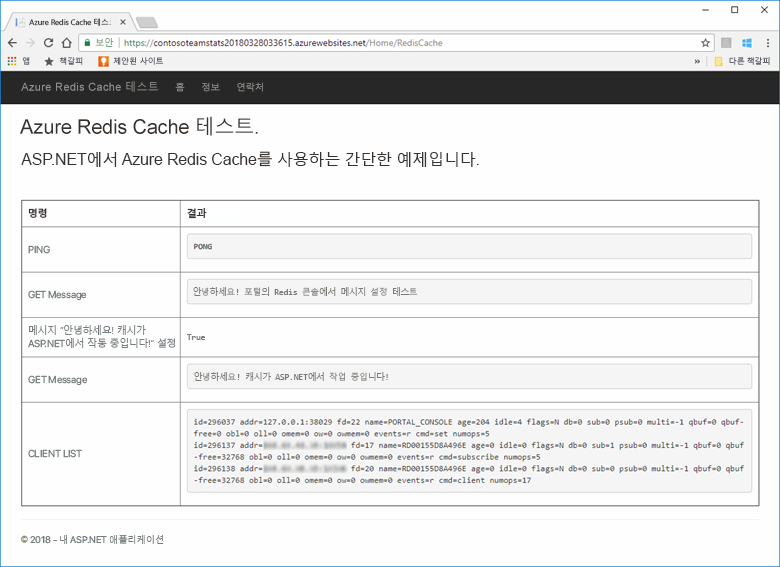 Azure Redis Cache 테스
보안 https://contosoteamstats20180328033615.azurewebsites.net/Home/RedisCache
앱 책갈피 제안된 사이트 » 다른 책갈피
Azure Redis Cache 테스트 홈 정보 연락처
Azure Redis Cache 테스트.
ASP.NET에서 Azure Redis Cache를 사용하는 간단한 예제입니다.
명령 결과
PING PONG
GET Message 안녕하세요! 포털의 Redis 콘솔에서 메시지 설정 테스트
메시지 "안녕하세요! 캐시가
ASP.NET에서 작동 중입니다!" 설정 True
GET Message 안녕하세요! 캐시가 ASP.NET에서 작업 중입니다!
CLIENT LIST
id=296037 addr=127.0.0.1:38029 fd=22 name=PORTAL_CONSOLE age=204 idle=4 flags=N db=0 sub=0 psub=0 multi=-1 qbuf=0 qbuf-
free=0 obl=0 oll=0 omem=0 ow=0 owmem=0 events=r cmd=set numops=5
id=296137 addr= fd=17 name=RD00155D8A496E age=0 idle=0 flags=N db=0 sub=1 psub=0 multi=-1 qbuf=0 qbuf
-free=32768 obl=0 oll=0 omem=0 ow=0 owmem=0 events=r cmd=subscribe numops=5
id=296138 addr= fd=20 name=RD00155D8A496E age=0 idle=0 flags=N db=0 sub=0 psub=0 multi=-1 qbuf=0 qbuf
-free=32768 obl=0 oll=0 omem=0 ow=0 owmem=0 events=r cmd=client numops=17
© 2018 – 내 ASP.NET 애플리케이션